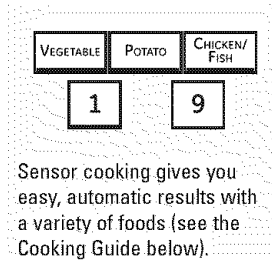 VEGETABLE POTATO CHICKEN/
FISH
1 9
Sensor cooking gives you
easy, automatic results with
a variety of foods (see the
Cooking Guide below).